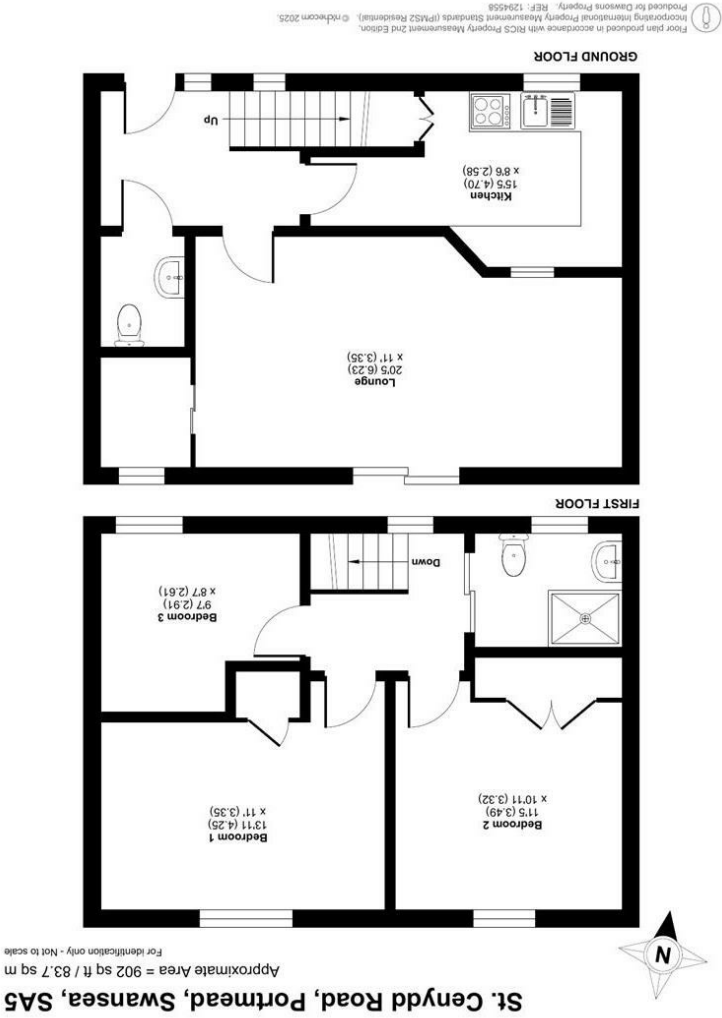 St. Cenydd Road, Portmead, Swansea, SA5
Approximate Area = 902 sq ft / 83.7 sq m
For identification only - Not to scale
N
Bedroom 2
11'5 (3.49)
x 10'11 (3.32)
Bedroom 1
13'11 (4.25)
x 11' (3.35)
Bedroom 3
9'7 (2.91)
x 8'7 (2.61)
Down
FIRST FLOOR
Lounge
20'5 (6.23)
x 11' (3.35)
Kitchen
15'5 (4.70)
x 8'6 (2.58)
Up
GROUND FLOOR
Floor plan produced in accordance with RICS Property Measurement 2nd Edition,
Incorporating International Property Measurement Standards (IPMS2 Residential). © nichecom 2025.
Produced for Dawsons Property. REF: 1294558